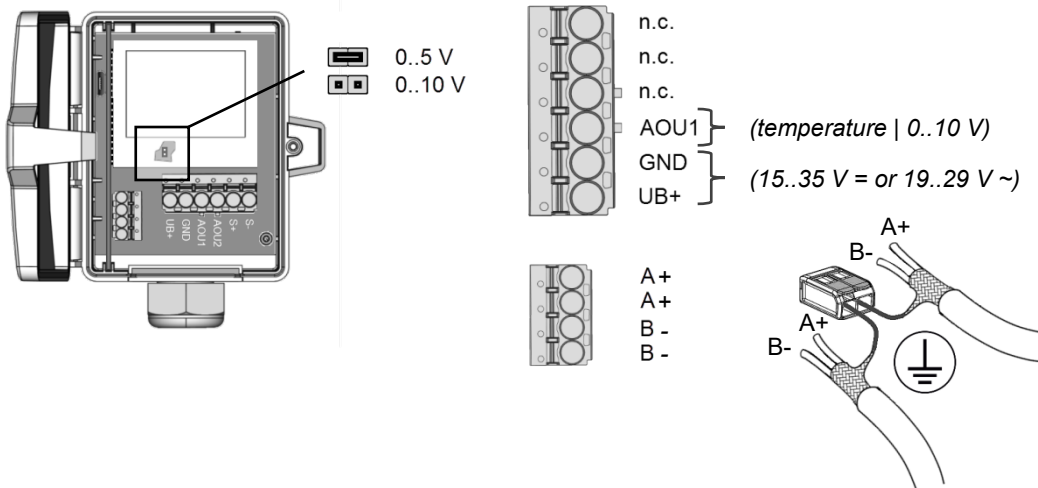 0..5 V
0..10 V
UB+
GND
AOU1
AOU2
S+
S-
n.c.
n.c.
n.c.
AOU1 (temperature | 0..10 V)
GND
(15..35 V = or 19..29 V ~)
UB+
A+
A+
B -
B -
A+
B-
A+
B-